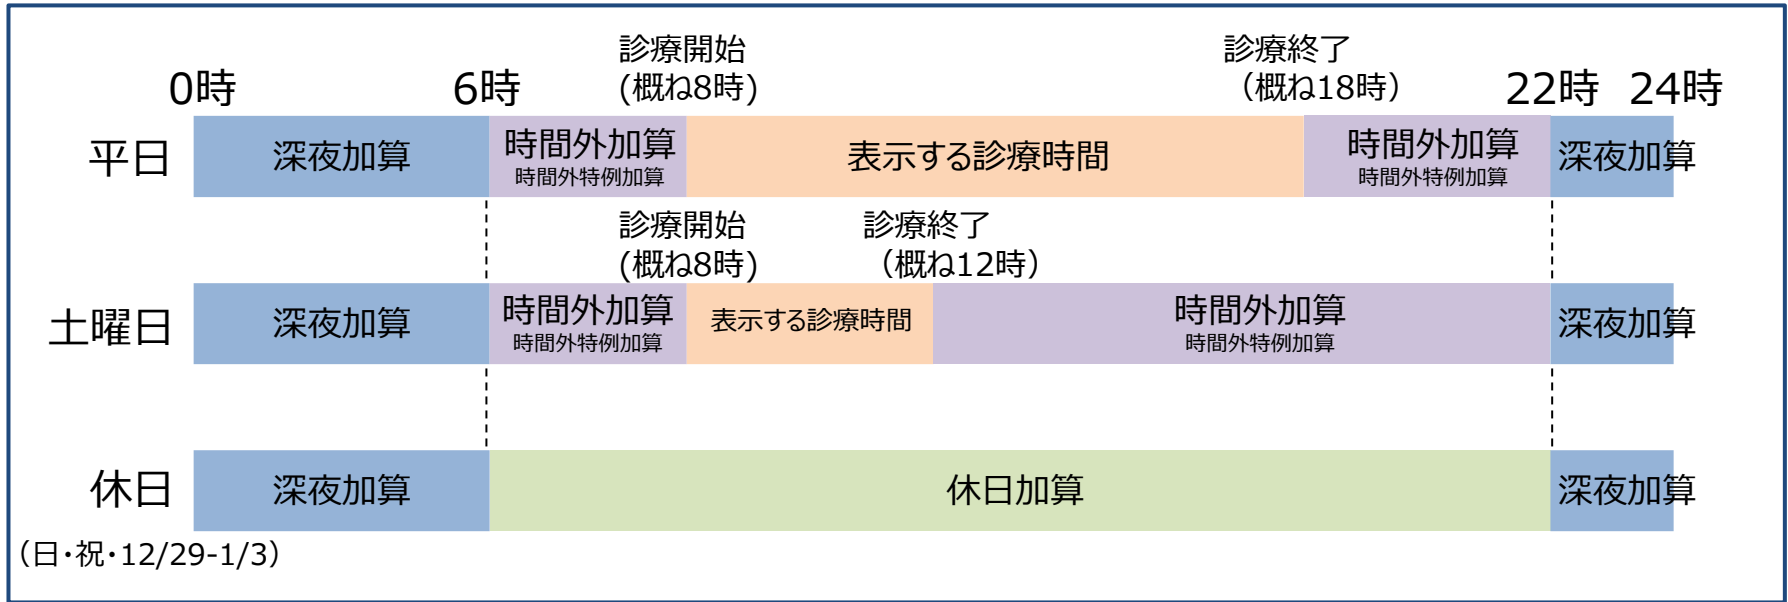 診療開始
(概ね8時)
診療終了
（概ね18時）
0時
6時
22時
24時
平日
深夜加算
時間外加算
時間外特例加算
表示する診療時間
時間外加算
時間外特例加算
深夜加算
診療開始
(概ね8時)
診療終了
（概ね12時）
土曜日
深夜加算
時間外加算
時間外特例加算
表示する診療時間
時間外加算
時間外特例加算
深夜加算
休日
深夜加算
休日加算
深夜加算
（日・祝・12/29-1/3）